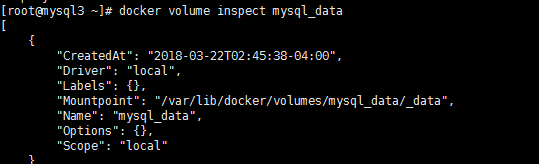 [root@mysql3 ~]# docker volume inspect mysql_data
[
    {
        "CreatedAt": "2018-03-22T02:45:38-04:00",
        "Driver": "local",
        "Labels": {},
        "Mountpoint": "/var/lib/docker/volumes/mysql_data/_data",
        "Name": "mysql_data",
        "Options": {},
        "Scope": "local"
    }